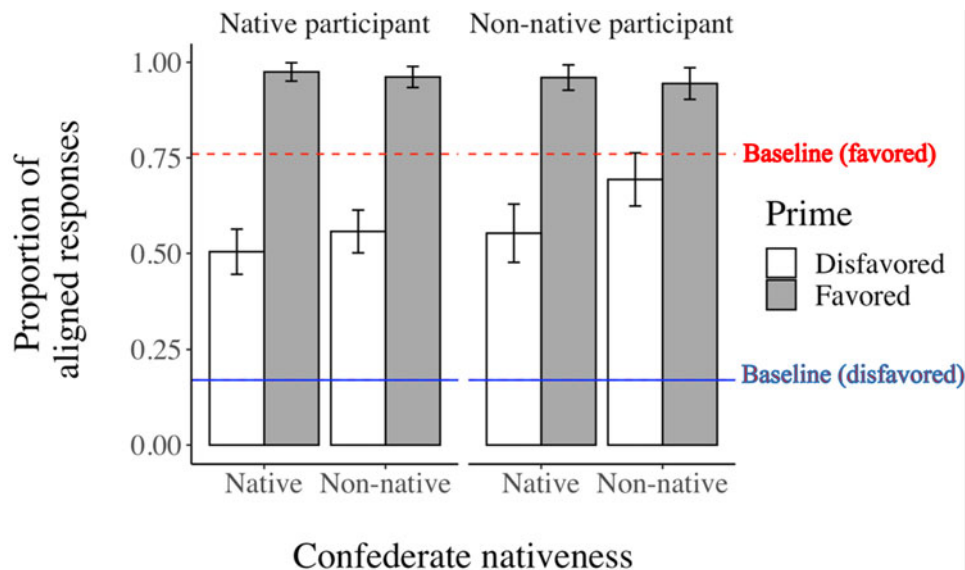 Native participant
Non-native participant
1.00
0.75
0.50
0.25
0.00
Proportion of
aligned responses
Baseline (favored)
Prime
Disfavored
Favored
Baseline (disfavored)
Native
Non-native
Native
Non-native
Confederate nativeness